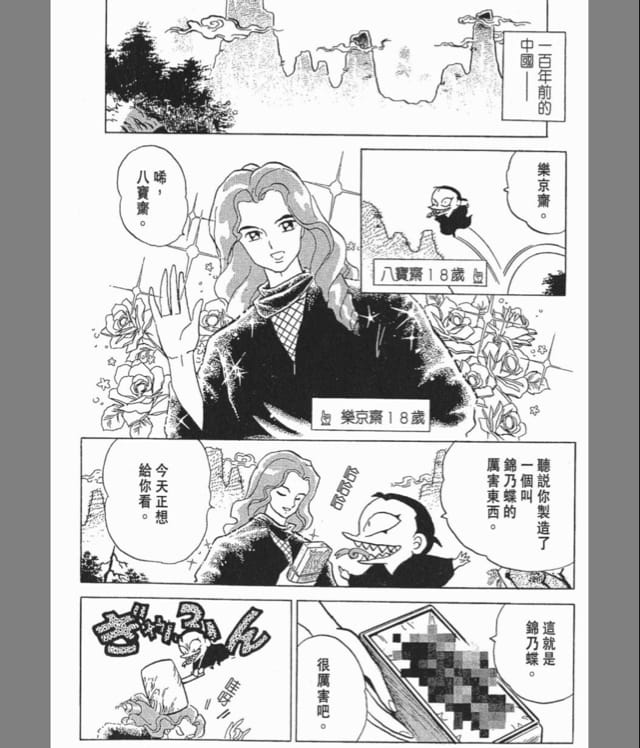 一百年前的
中國——
樂京齋。
八寶齋18歲
唏，
八寶齋。
樂京齋18歲
聽說你製造了
一個叫
錦乃蝶的
厲害東西。
今天正想
給你看。
這就是
錦乃蝶。
很厲害吧。